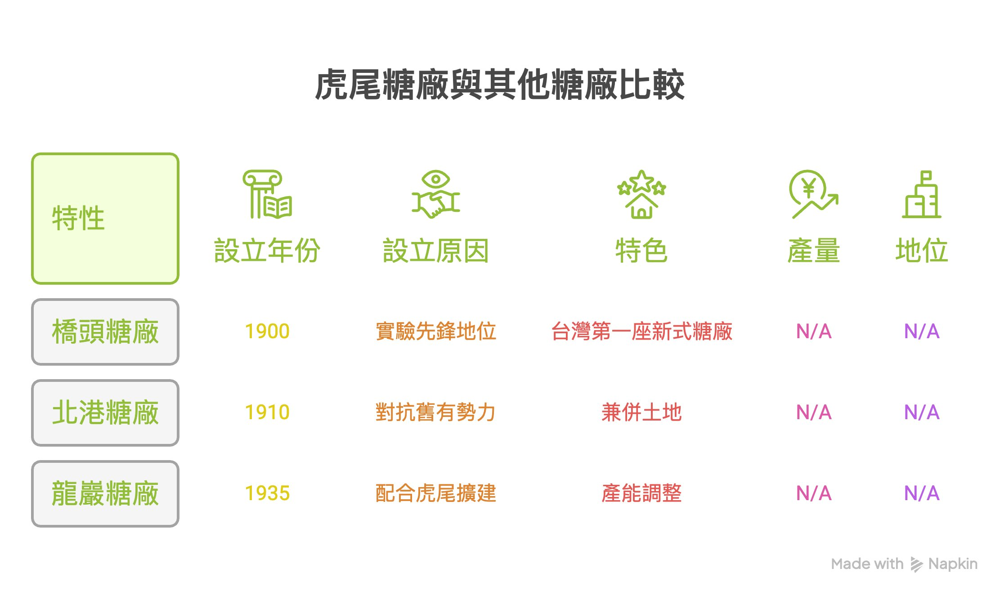 虎尾糖廠與其他糖廠比較
特性 設立年份 設立原因 特色 產量 地位
橋頭糖廠 1900 實驗先鋒地位 台灣第一座新式糖廠 N/A N/A
北港糖廠 1910 對抗舊有勢力 兼併土地 N/A N/A
龍巖糖廠 1935 配合虎尾擴建 產能調整 N/A N/A
Made with Napkin